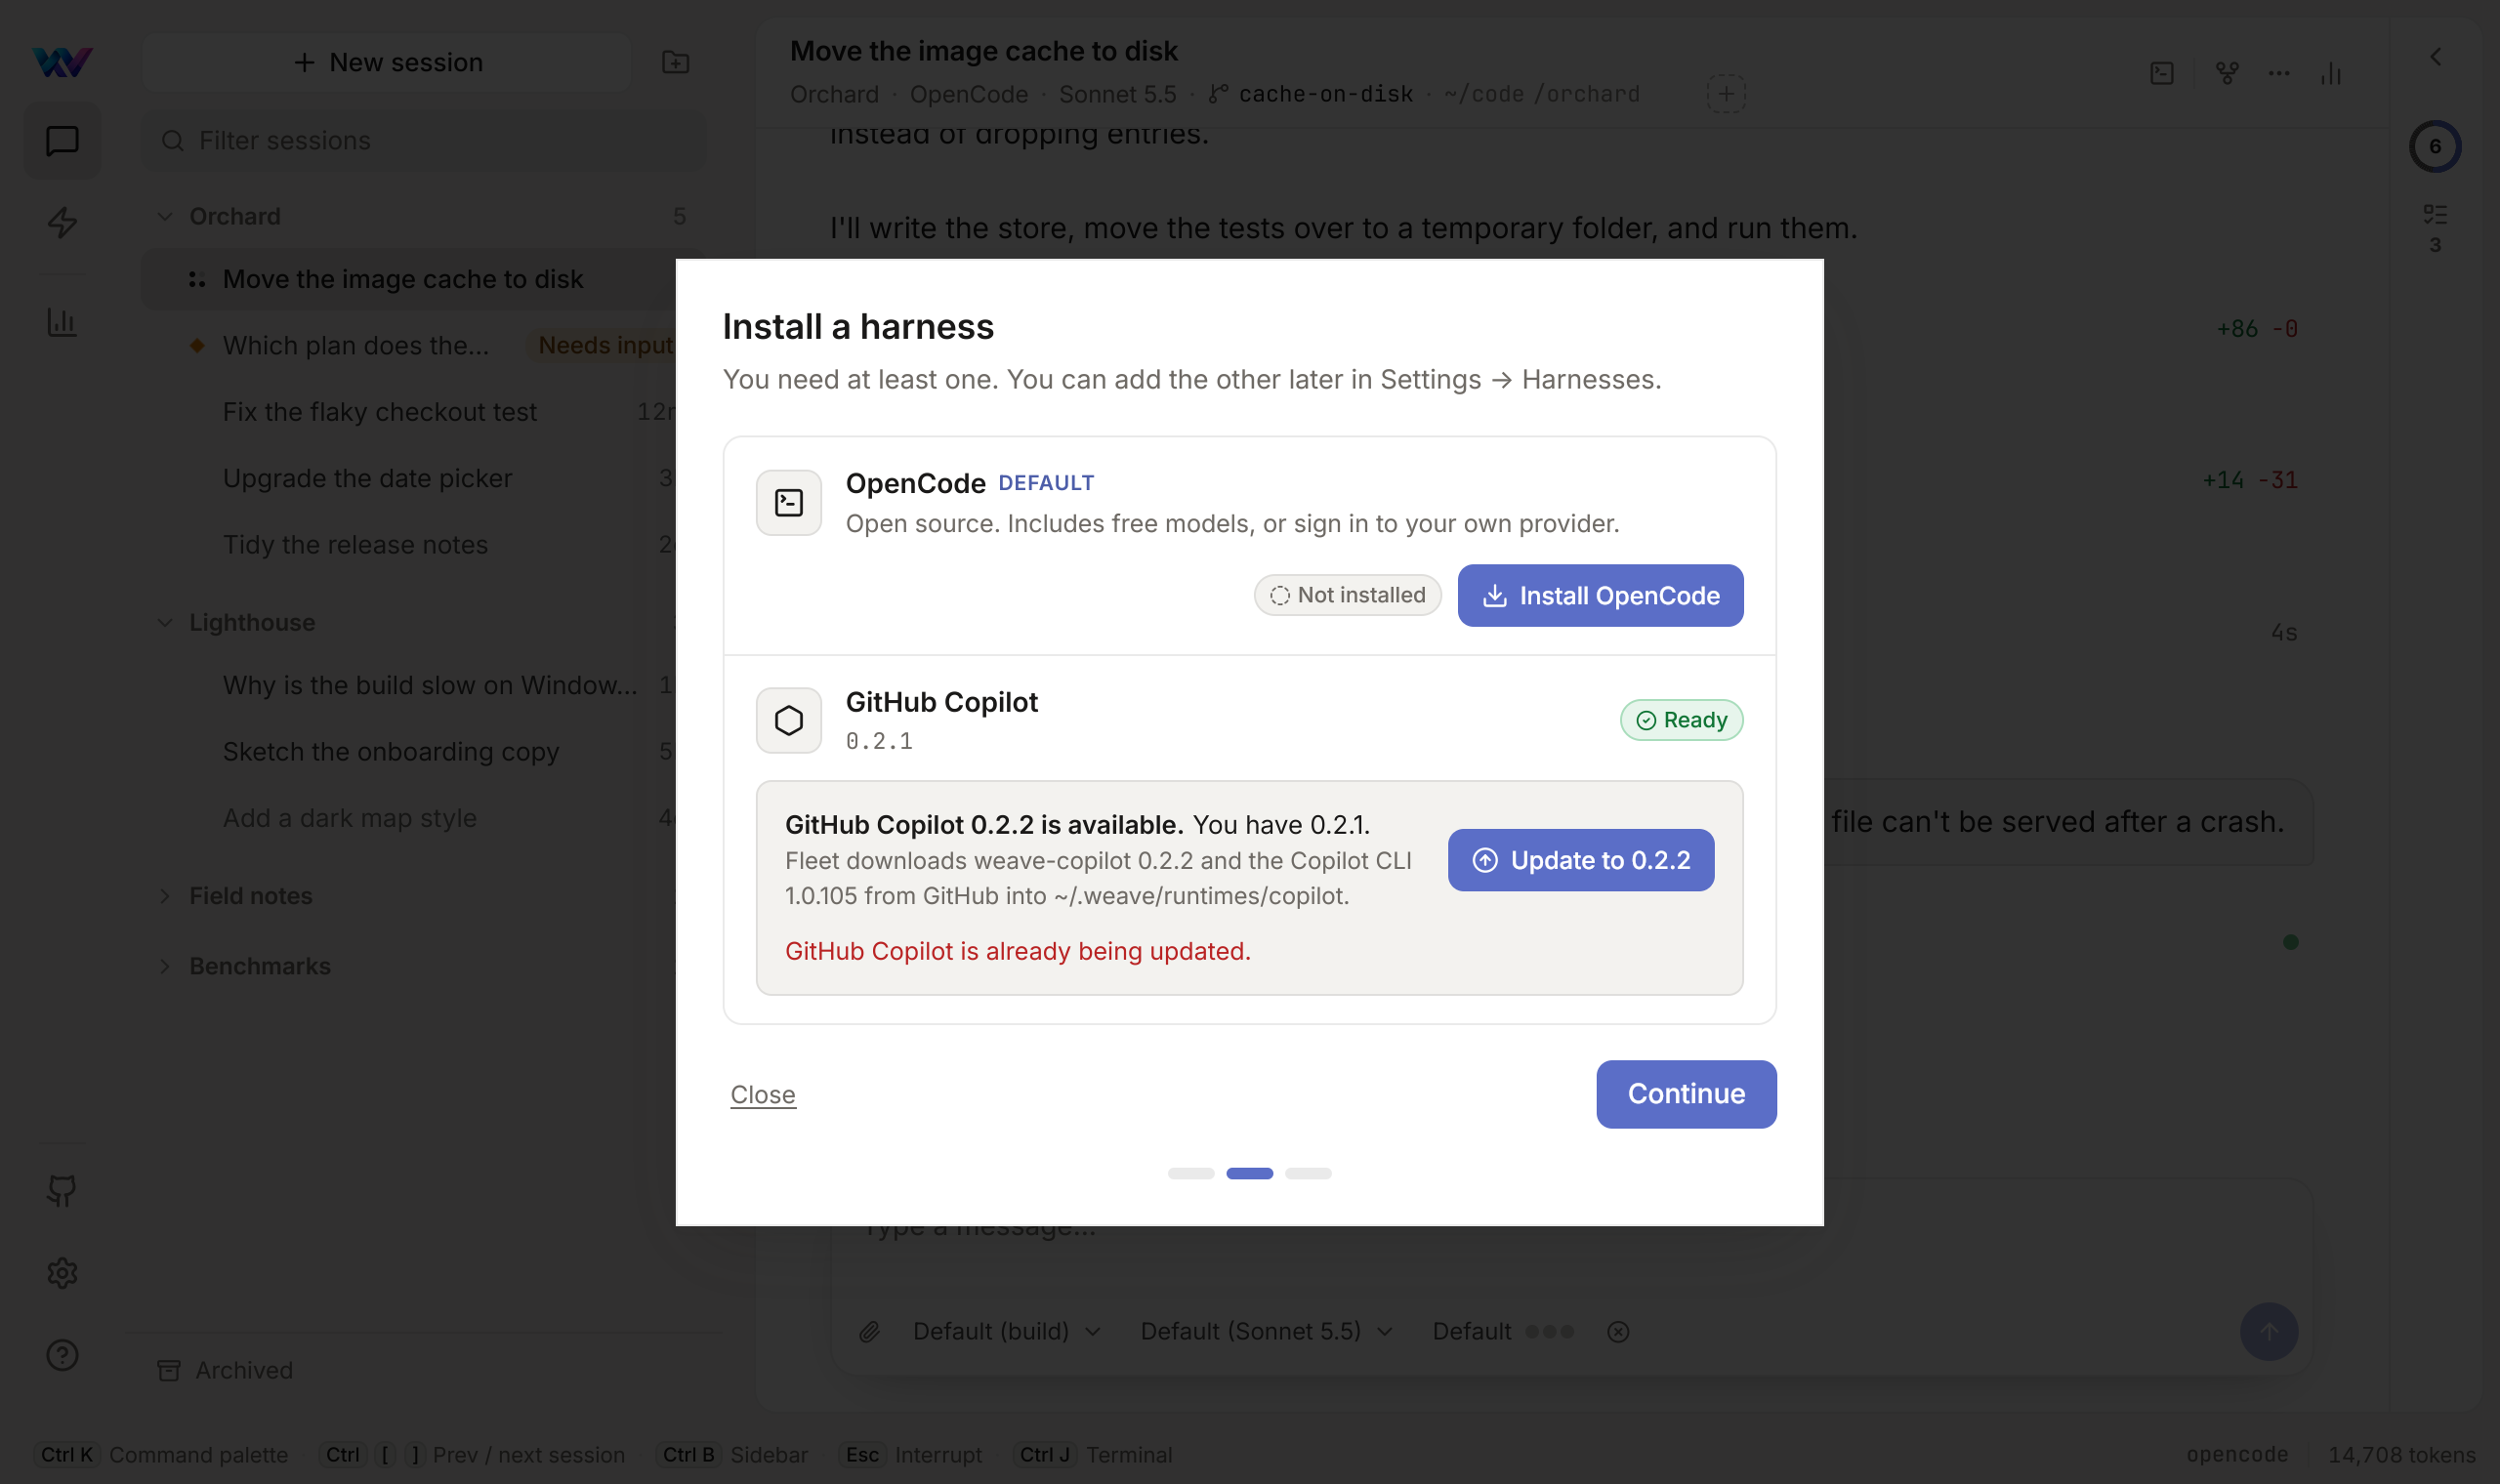 New session
Filter sessions
Orchard 5
Move the image cache to disk
Which plan does the... Needs input
Fix the flaky checkout test
Upgrade the date picker 3
Tidy the release notes
Lighthouse
Why is the build slow on Window... 1
Sketch the onboarding copy 5
Add a dark map style
Field notes
Benchmarks
Archived
Move the image cache to disk
Orchard · OpenCode · Sonnet 5.5 · cache-on-disk · ~/code /orchard
instead of dropping entries.
I'll write the store, move the tests over to a temporary folder, and run them.
+86 -0
+14 -31
4s
file can't be served after a crash.
6
3
Install a harness
You need at least one. You can add the other later in Settings → Harnesses.
OpenCode DEFAULT
Open source. Includes free models, or sign in to your own provider.
Not installed
Install OpenCode
GitHub Copilot
0.2.1
Ready
GitHub Copilot 0.2.2 is available. You have 0.2.1.
Fleet downloads weave-copilot 0.2.2 and the Copilot CLI
1.0.105 from GitHub into ~/.weave/runtimes/copilot.
Update to 0.2.2
GitHub Copilot is already being updated.
Close
Continue
Type a message...
Default (build)
Default (Sonnet 5.5)
Default
Ctrl K Command palette Ctrl [ ] Prev / next session Ctrl B Sidebar Esc Interrupt Ctrl J Terminal
opencode 14,708 tokens